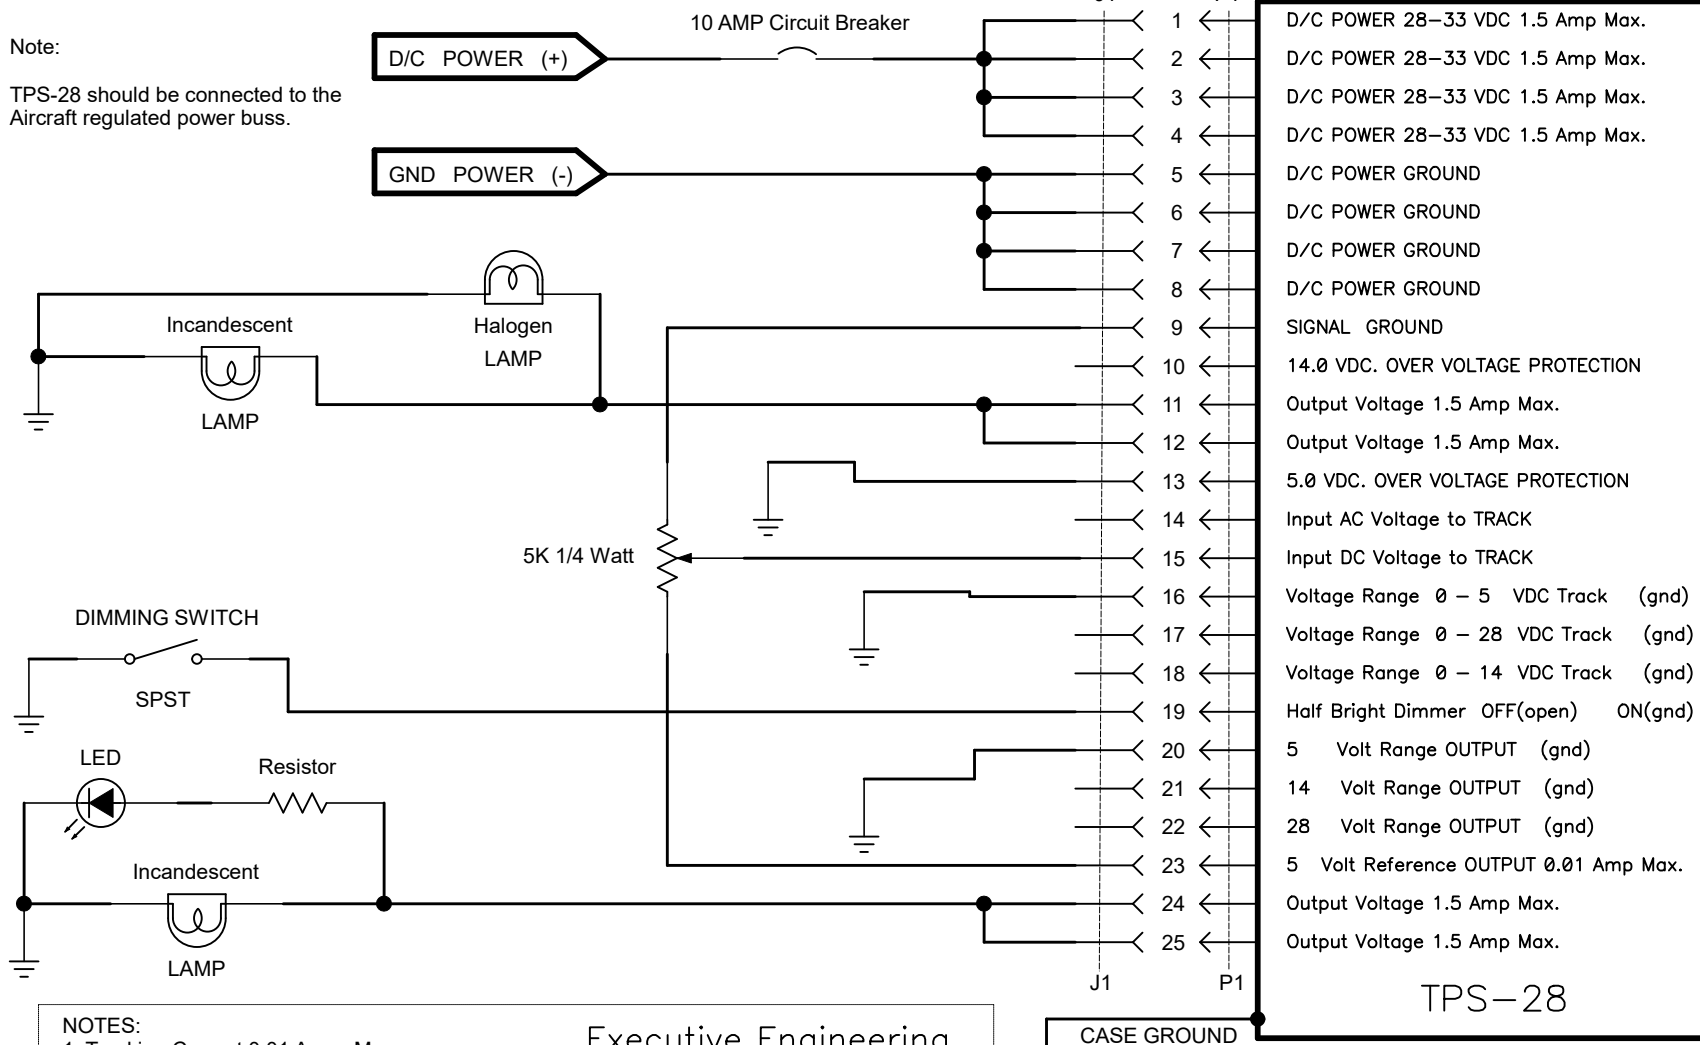 Note:
TPS-28 should be connected to the
Aircraft regulated power buss.
D/C POWER (+)
10 AMP Circuit Breaker
GND POWER (-)
Halogen
LAMP
Incandescent
LAMP
5K 1/4 Watt
DIMMING SWITCH
SPST
LED
Resistor
Incandescent
LAMP
1 D/C POWER 28-33 VDC 1.5 Amp Max.
2 D/C POWER 28-33 VDC 1.5 Amp Max.
3 D/C POWER 28-33 VDC 1.5 Amp Max.
4 D/C POWER 28-33 VDC 1.5 Amp Max.
5 D/C POWER GROUND
6 D/C POWER GROUND
7 D/C POWER GROUND
8 D/C POWER GROUND
9 SIGNAL GROUND
10 14.0 VDC. OVER VOLTAGE PROTECTION
11 Output Voltage 1.5 Amp Max.
12 Output Voltage 1.5 Amp Max.
13 5.0 VDC. OVER VOLTAGE PROTECTION
14 Input AC Voltage to TRACK
15 Input DC Voltage to TRACK
16 Voltage Range 0 - 5 VDC Track (gnd)
17 Voltage Range 0 - 28 VDC Track (gnd)
18 Voltage Range 0 - 14 VDC Track (gnd)
19 Half Bright Dimmer OFF(open) ON(gnd)
20 5 Volt Range OUTPUT (gnd)
21 14 Volt Range OUTPUT (gnd)
22 28 Volt Range OUTPUT (gnd)
23 5 Volt Reference OUTPUT 0.01 Amp Max.
24 Output Voltage 1.5 Amp Max.
25 Output Voltage 1.5 Amp Max.
J1 P1
TPS-28
CASE GROUND
NOTES:
Executive Engineering